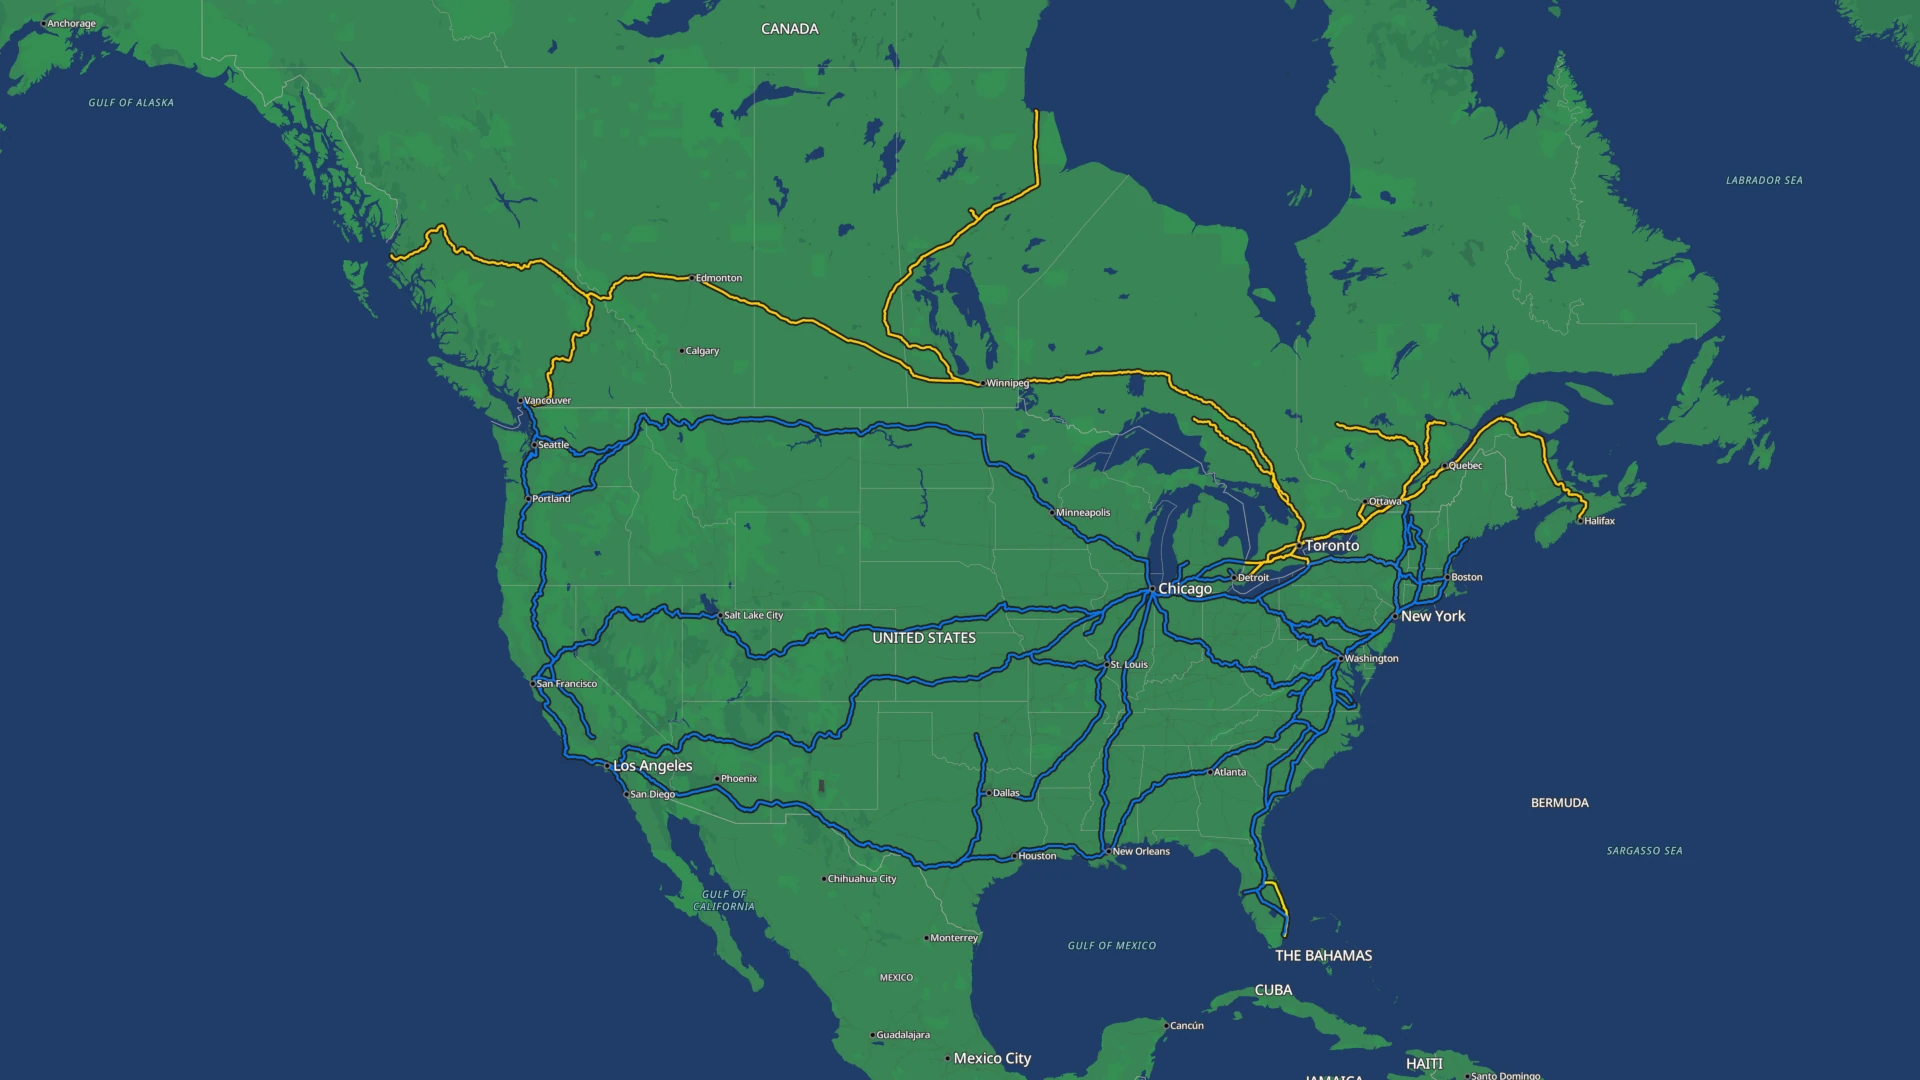 Anchorage
CANADA
GULF OF ALASKA
LABRADOR SEA
Edmonton
Calgary
Winnipeg
Vancouver
Seattle
Quebec
Portland
Ottawa
Minneapolis
Halifax
Toronto
Detroit
Boston
Chicago
Salt Lake City
New York
UNITED STATES
Washington
St. Louis
San Francisco
Los Angeles
Atlanta
Phoenix
Dallas
San Diego
BERMUDA
New Orleans
SARGASSO SEA
Houston
Chihuahua City
GULF OF
CALIFORNIA
Monterrey
GULF OF MEXICO
THE BAHAMAS
MEXICO
CUBA
Cancún
Guadalajara
Mexico City
HAITI
JAMAICA
Santo Domingo